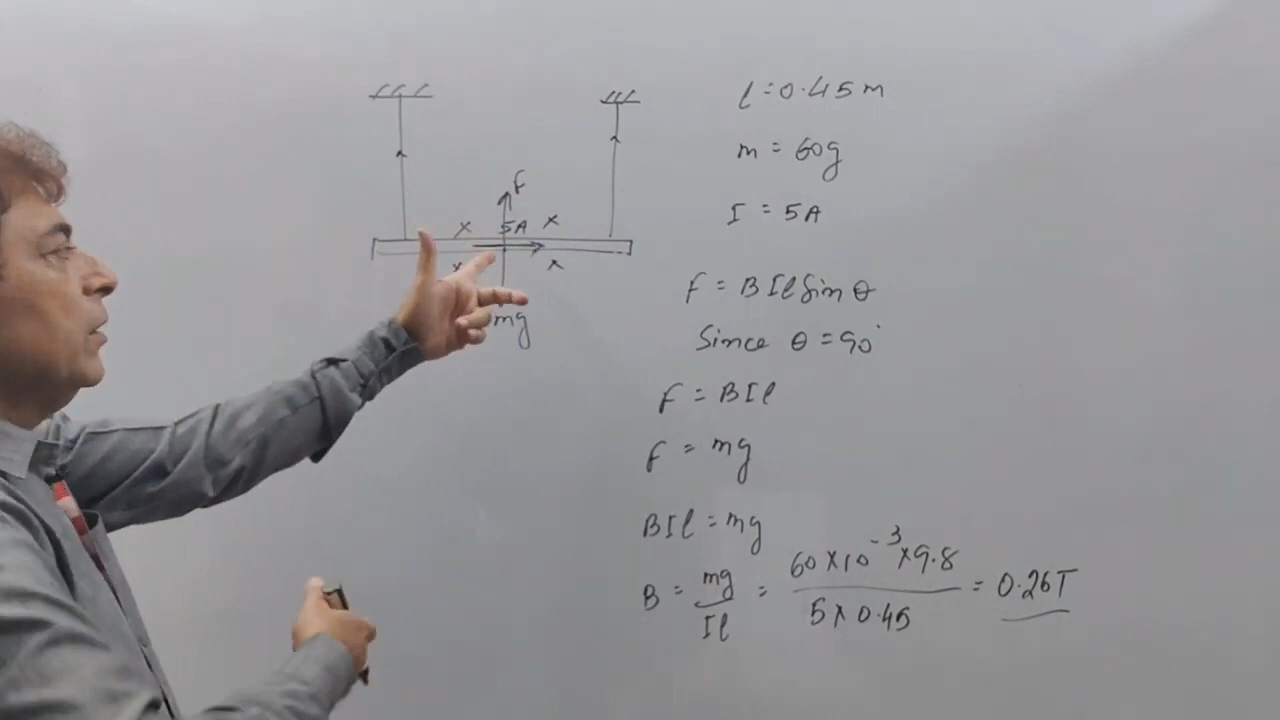 F
x 5A x
x x
mg
l = 0.45 m
m = 60g
I = 5A
F = BIl Sin θ
Since θ = 90°
F = BIl
F = mg
BIl = mg
B = mg/Il = 60 x 10^-3 x 9.8 / 5 x 0.45 = 0.26T